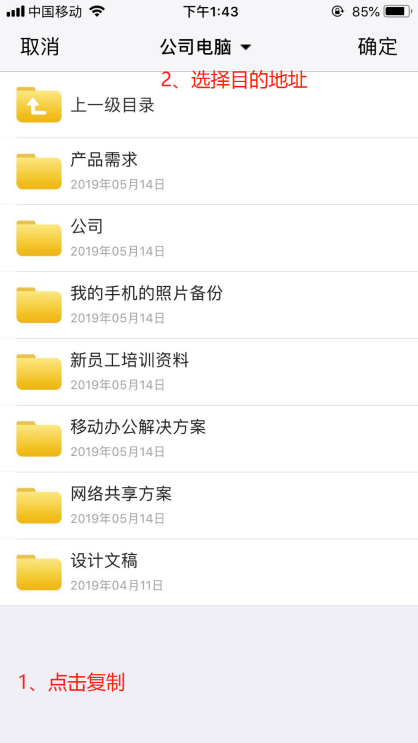 中国移动 下午1:43 85%
取消 公司电脑 确定
2、选择目的地址
上一级目录
产品需求
2019年05月14日
公司
2019年05月14日
我的手机的照片备份
2019年05月14日
新员工培训资料
2019年05月14日
移动办公解决方案
2019年05月14日
网络共享方案
2019年05月14日
设计文稿
2019年04月11日
1、点击复制